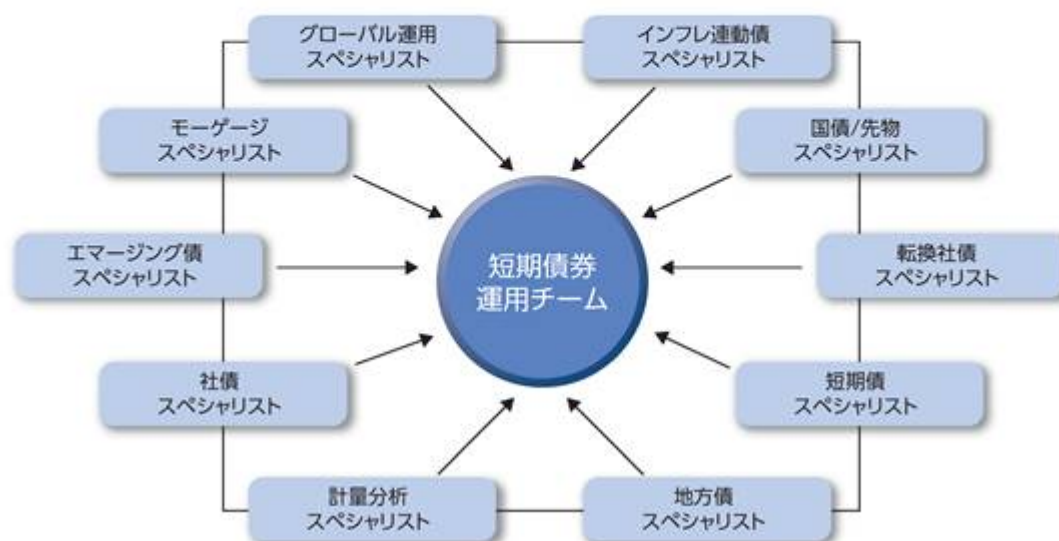 グローバル運用
スペシャリスト
インフレ連動債
スペシャリスト
モーゲージ
スペシャリスト
国債/先物
スペシャリスト
エマージング債
スペシャリスト
短期債券
運用チーム
転換社債
スペシャリスト
社債
スペシャリスト
短期債
スペシャリスト
計量分析
スペシャリスト
地方債
スペシャリスト